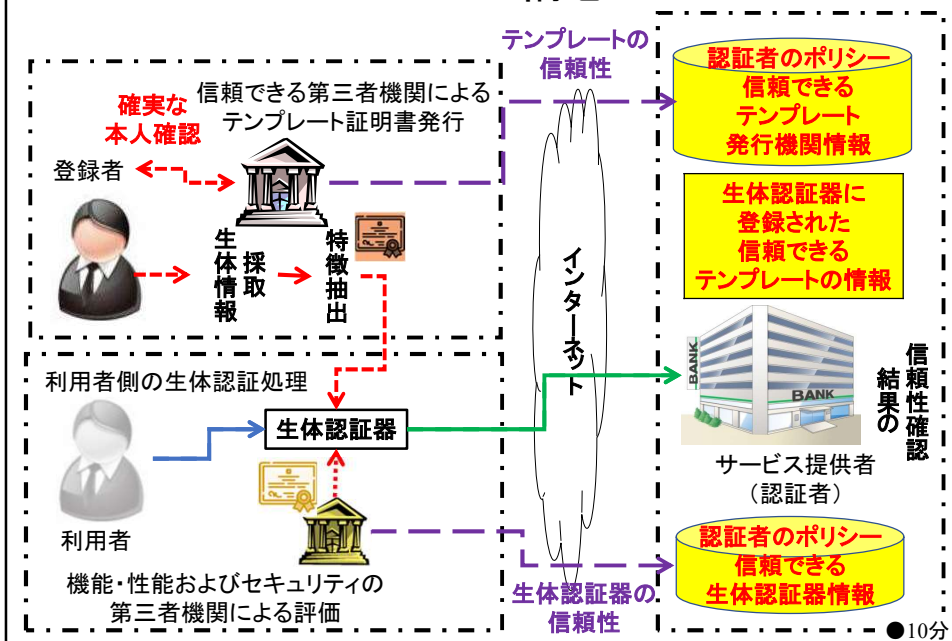 テンプレートの
信頼性
認証者のポリシー
信頼できる
テンプレート
発行機関情報
確実な
本人確認
信頼できる第三者機関による
テンプレート証明書発行
登録者
生体情報
採取
特徴抽出
生体認証器に
登録された
信頼できる
テンプレートの情報
インターネット
利用者側の生体認証処理
生体認証器
BANK
BANK
信頼性確認
結果の
サービス提供者
(認証者)
利用者
機能・性能およびセキュリティの
第三者機関による評価
生体認証器の
信頼性
認証者のポリシー
信頼できる
生体認証器情報
●10分